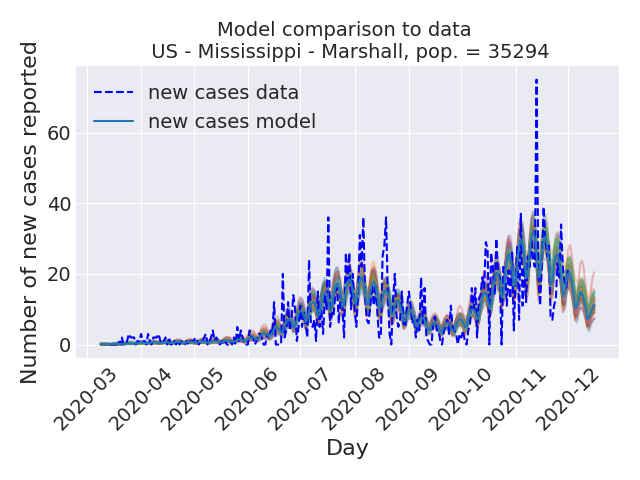 Model comparison to data
US - Mississippi - Marshall, pop. = 35294
Number of new cases reported
new cases data
new cases model
60
40
20
0
2020-03
2020-04
2020-05
2020-06
2020-07
2020-08
2020-09
2020-10
2020-11
2020-12
Day